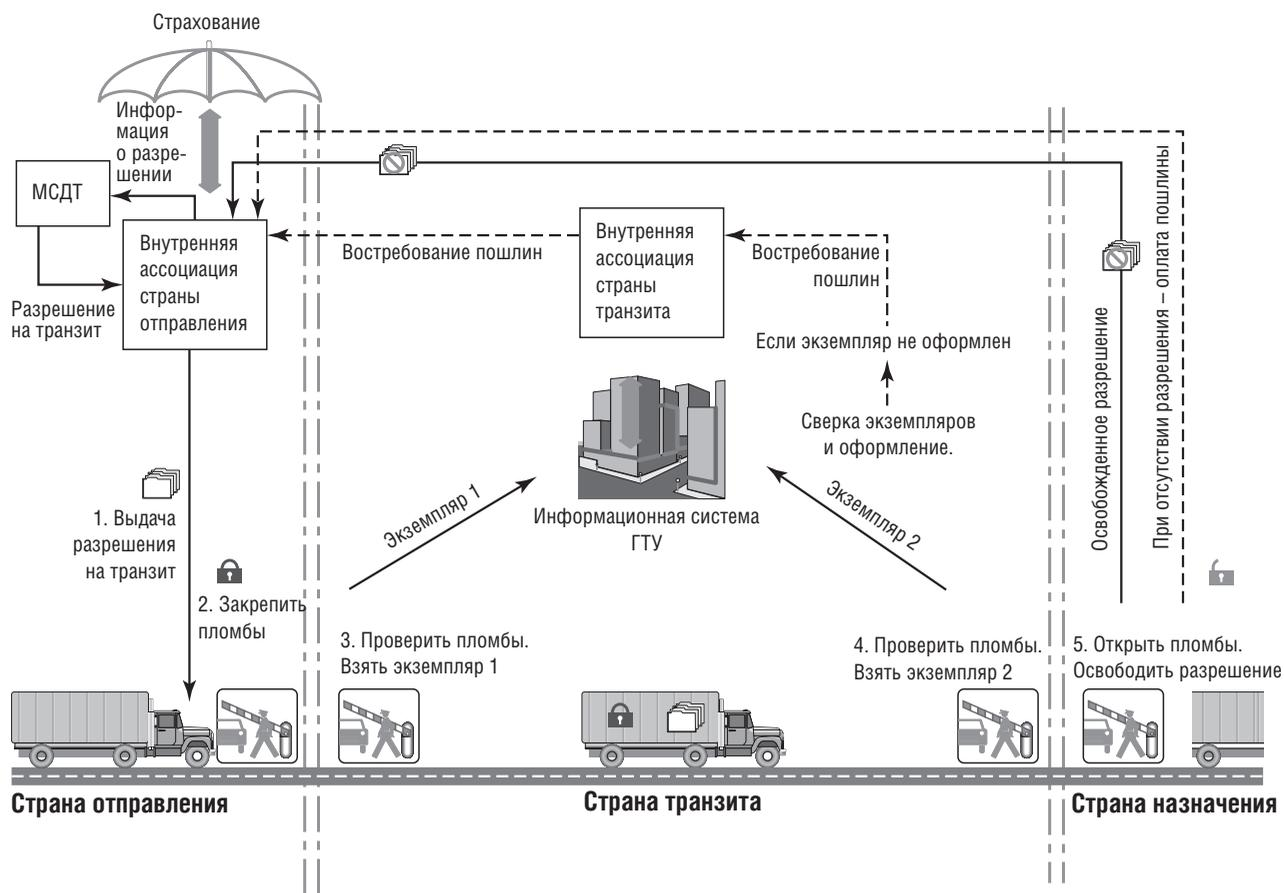 Страхование
Инфор-
мация
о разре-
шении
МСДТ
Внутренняя
ассоциация
страны
отправления
Разрешение
на транзит
Востребование пошлин
Внутренняя
ассоциация
страны
транзита
Востребование
пошлин
Если экземпляр не оформлен
Сверка экземпляров
и оформление.
Освобожденное разрешение
При отсутствии разрешения – оплата пошлины
Экземпляр 1
Информационная система
ГТУ
Экземпляр 2
1. Выдача
разрешения
на транзит
2. Закрепить
пломбы
3. Проверить пломбы.
Взять экземпляр 1
4. Проверить пломбы.
Взять экземпляр 2
5. Открыть пломбы.
Освободить разрешение
Страна отправления
Страна транзита
Страна назначения